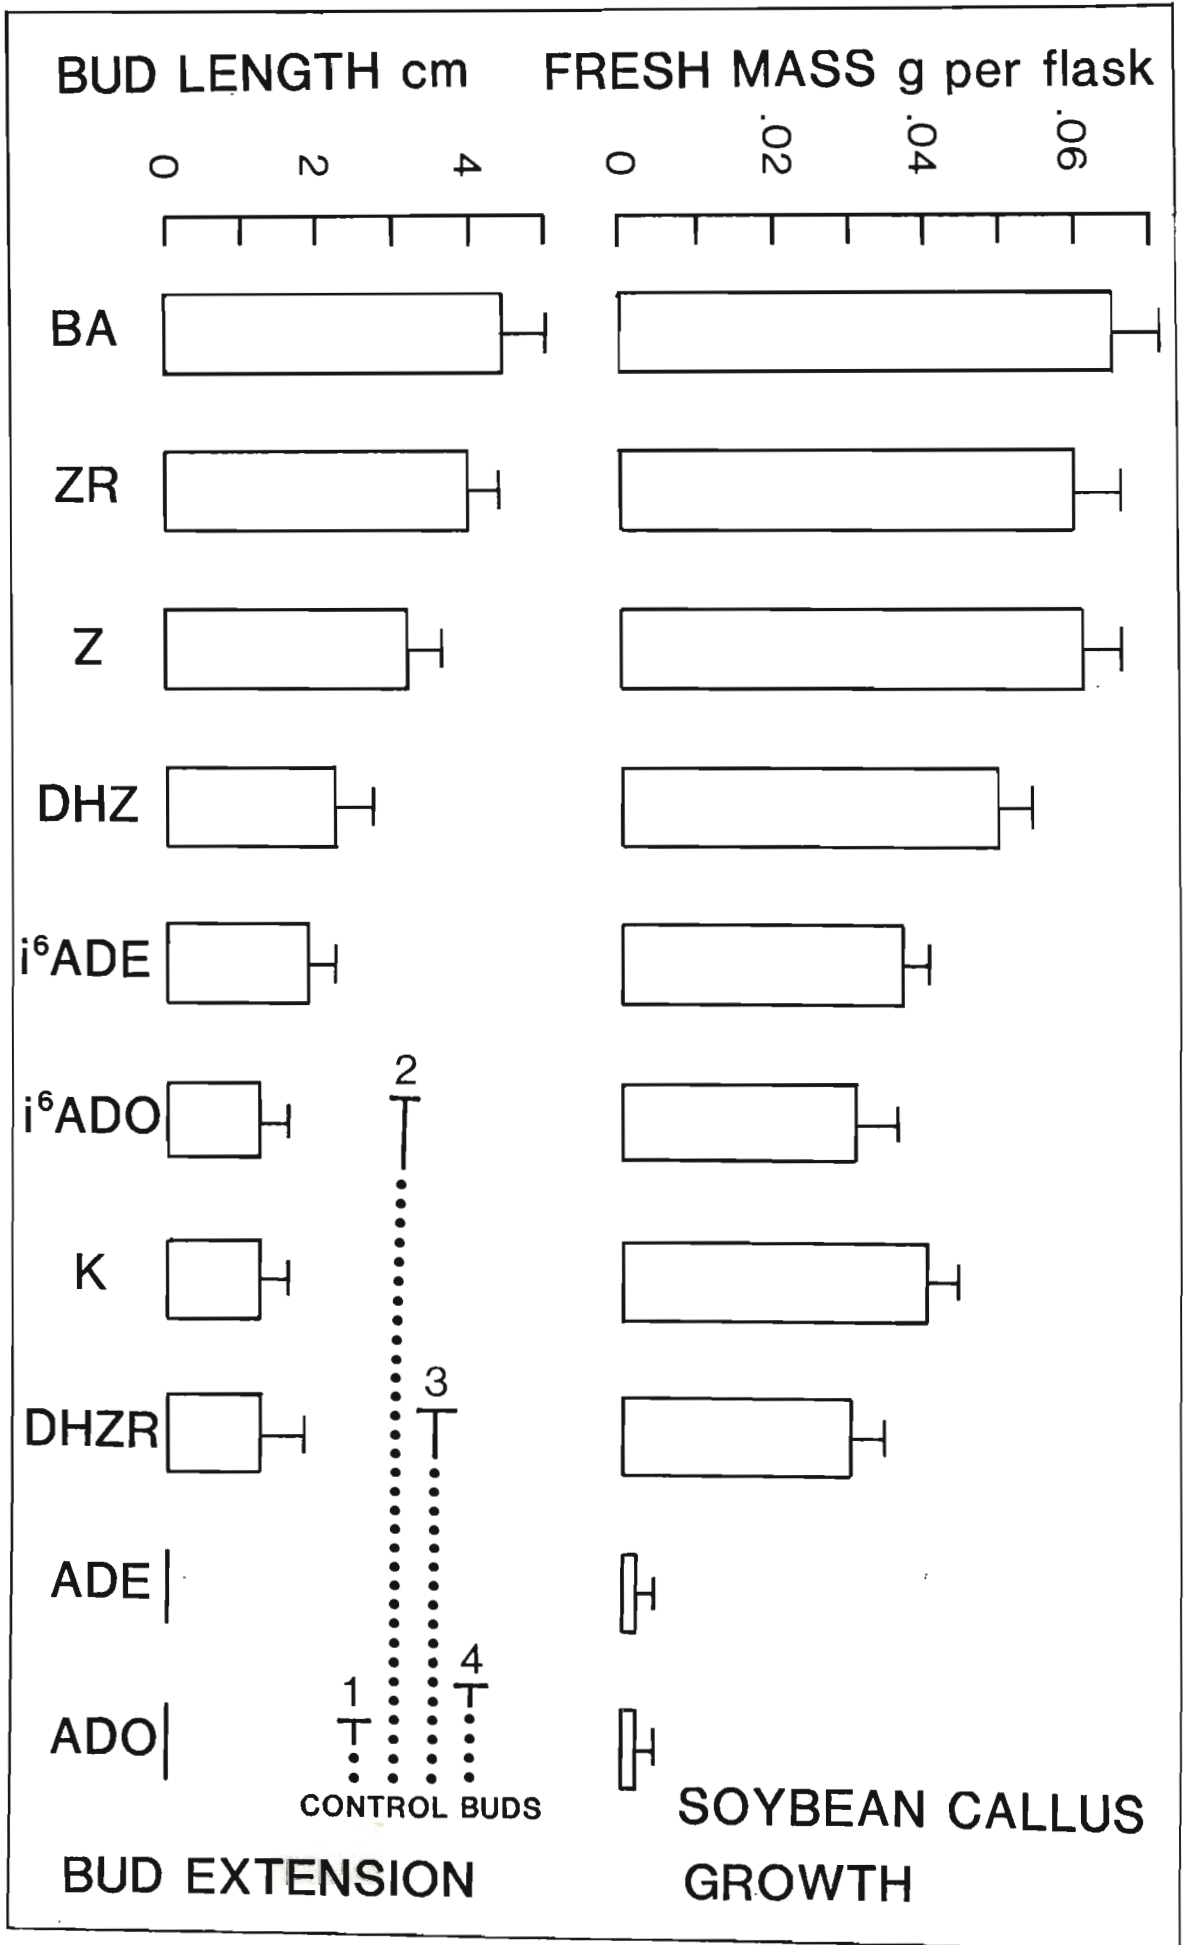 BUD LENGTH cm FRESH MASS g per flask
0 2 4 0 .02 .04 .06
BA
ZR
Z
DHZ
i⁶ADE
i⁶ADO
2
K
3
DHZR
ADE
4
1
ADO
CONTROL BUDS
SOYBEAN CALLUS
GROWTH
BUD EXTENSION